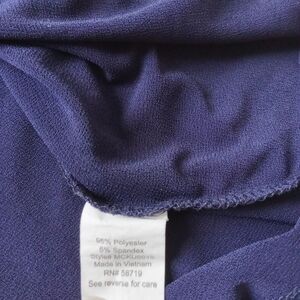 95% Polyester
5% Spandex
Style#
Made in Vietnam
RN# 58719
See reverse for care